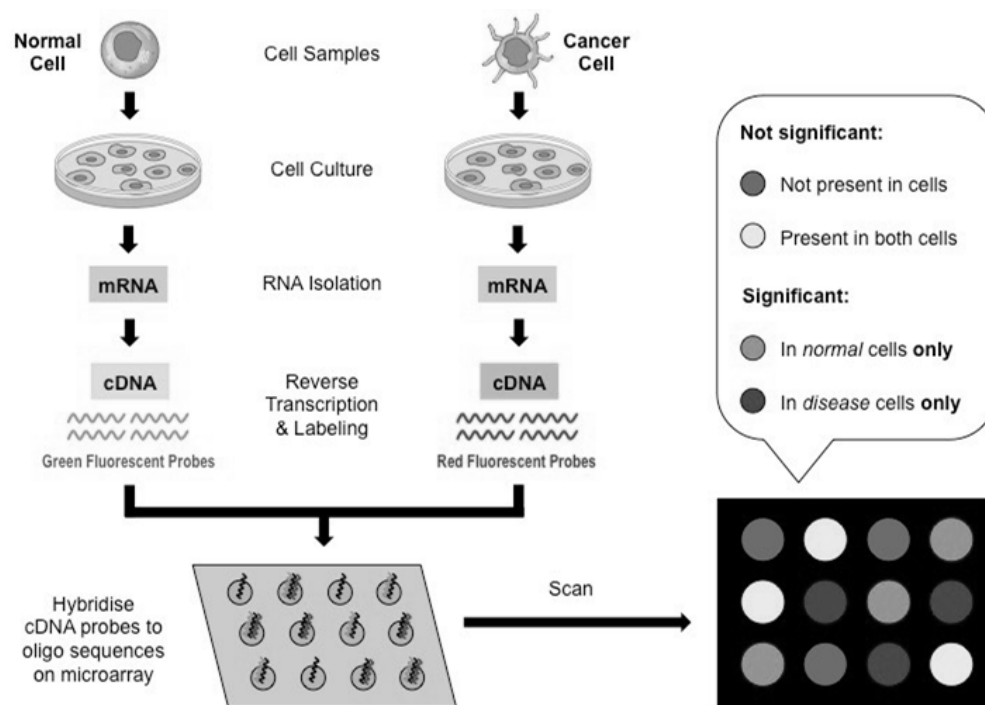 Normal
Cell
Cell Samples
Cancer
Cell
Cell Culture
mRNA
RNA Isolation
mRNA
cDNA
Reverse
Transcription
& Labeling
cDNA
Green Fluorescent Probes
Red Fluorescent Probes
Hybridise
cDNA probes to
oligo sequences
on microarray
Scan
Not significant:
Not present in cells
Present in both cells
Significant:
In normal cells only
In disease cells only